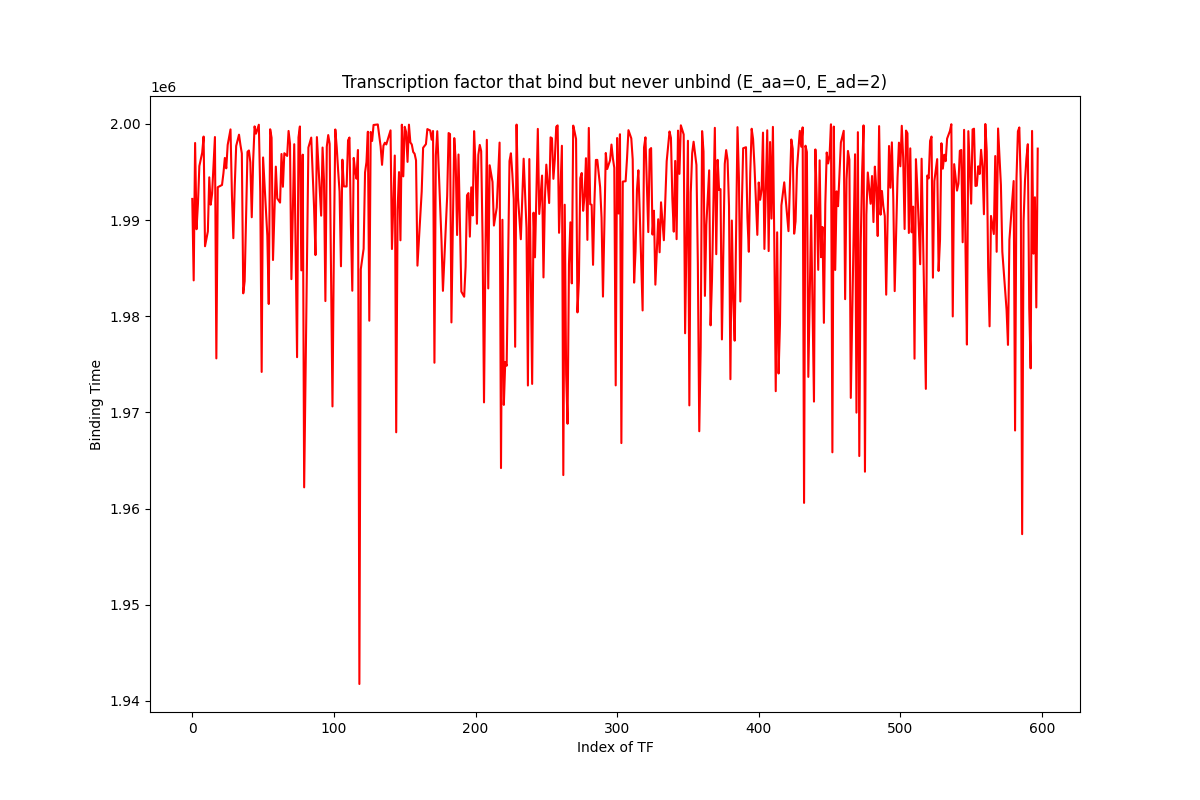 Transcription factor that bind but never unbind (E_aa=0, E_ad=2)
1e6
2.00
1.99
1.98
1.97
1.96
1.95
1.94
Binding Time
0 100 200 300 400 500 600
Index of TF